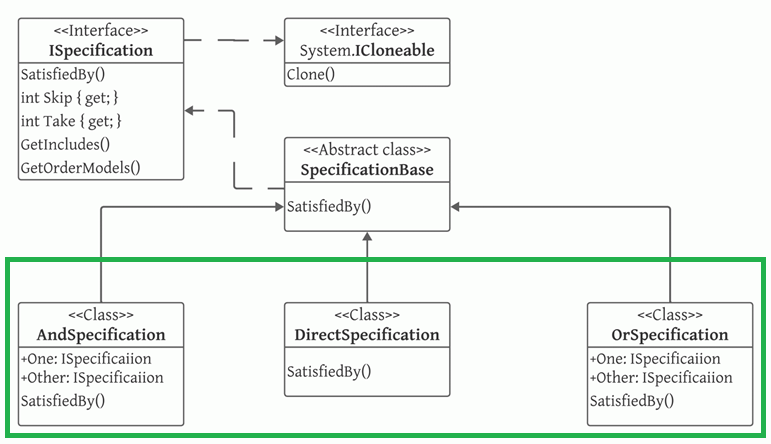 <<Interface>>
ISpecification
SatisfiedBy()
int Skip { get; }
int Take { get; }
GetIncludes()
GetOrderModels()
<<Interface>>
System.ICloneable
Clone()
<<Abstract class>>
SpecificationBase
SatisfiedBy()
<<Class>>
AndSpecification
+One: ISpecificaiion
+Other: ISpecificaiion
SatisfiedBy()
<<Class>>
DirectSpecification
SatisfiedBy()
<<Class>>
OrSpecification
+One: ISpecificaiion
+Other: ISpecificaiion
SatisfiedBy()